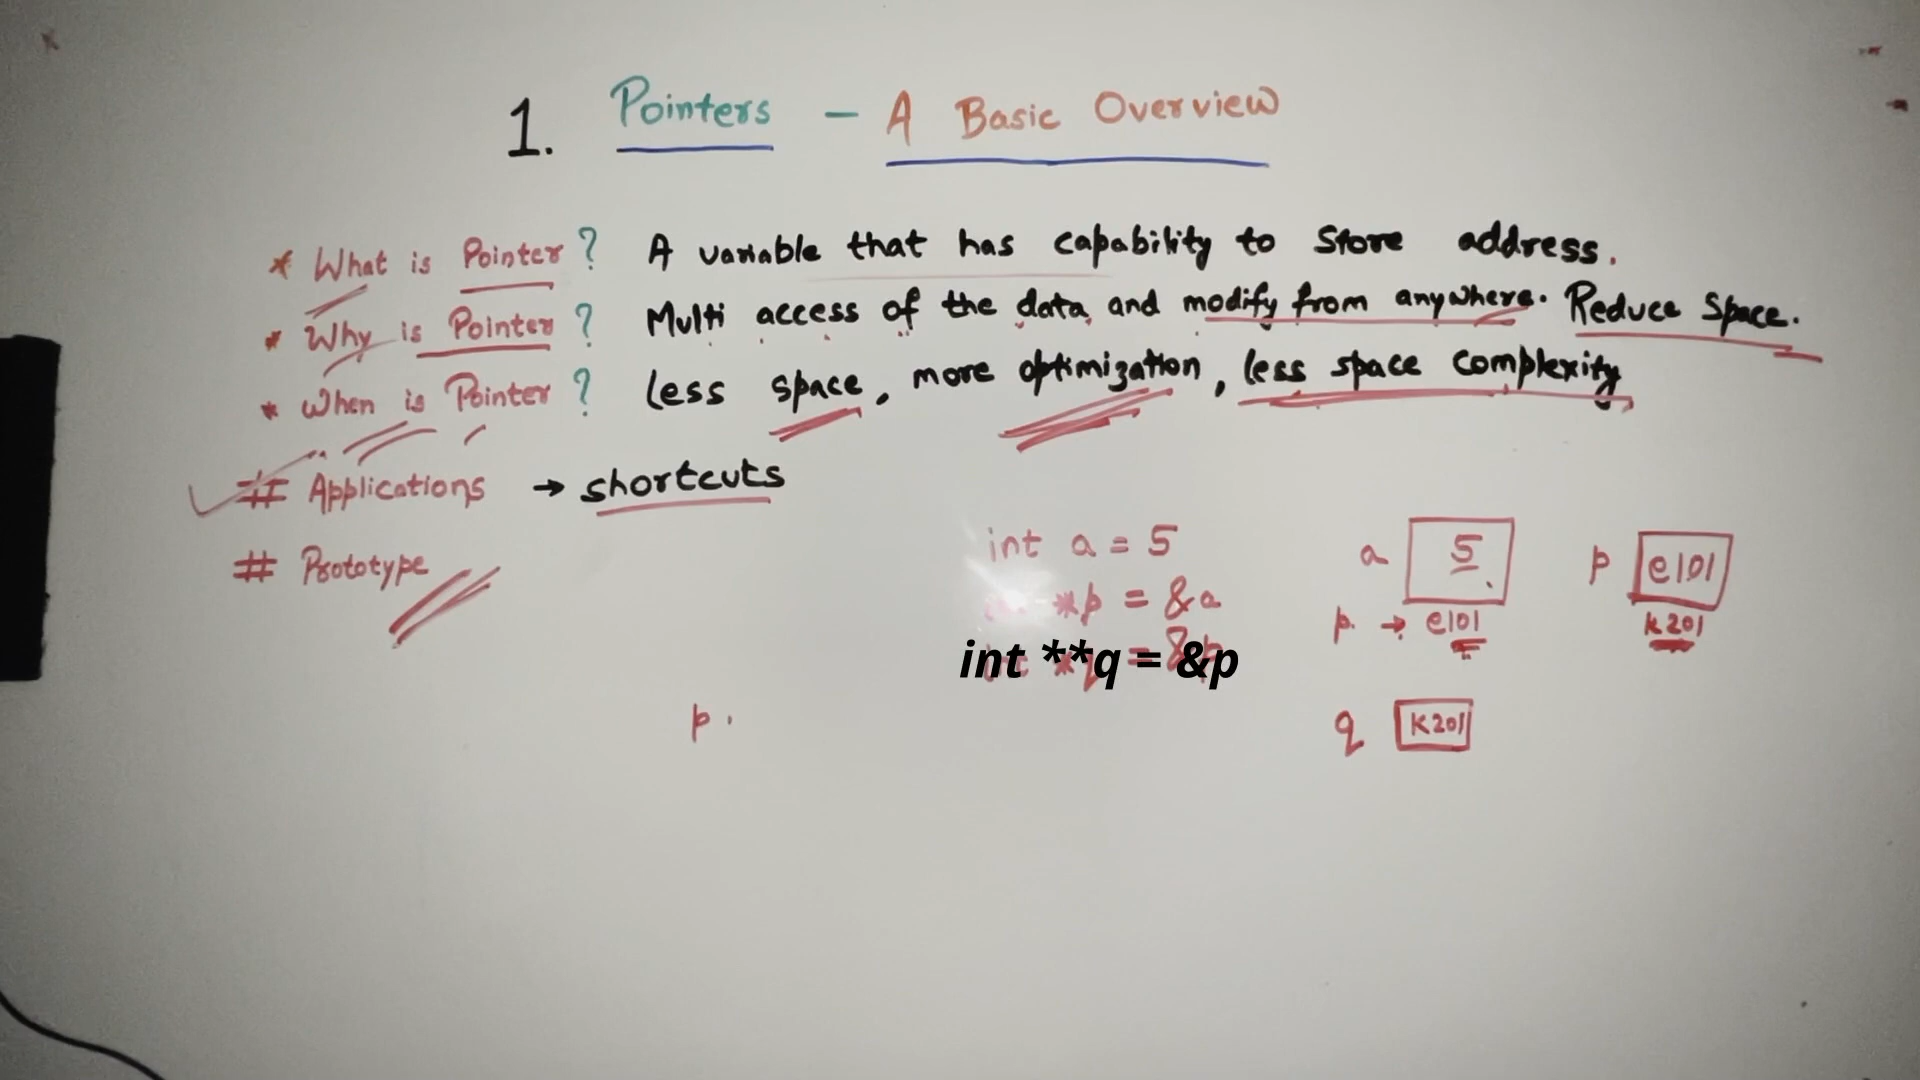 1. Pointers - A Basic Overview
* What is Pointer? A variable that has capability to store address.
* Why is Pointer? Multi access of the data, and modify from anywhere. Reduce Space.
* When is Pointer? less space, more optimization, less space complexity
# Applications → shortcuts
# Prototype
int a = 5
*p = &a
int **q = &p
a 5
p → e101
p e101
k201
q k201
p.